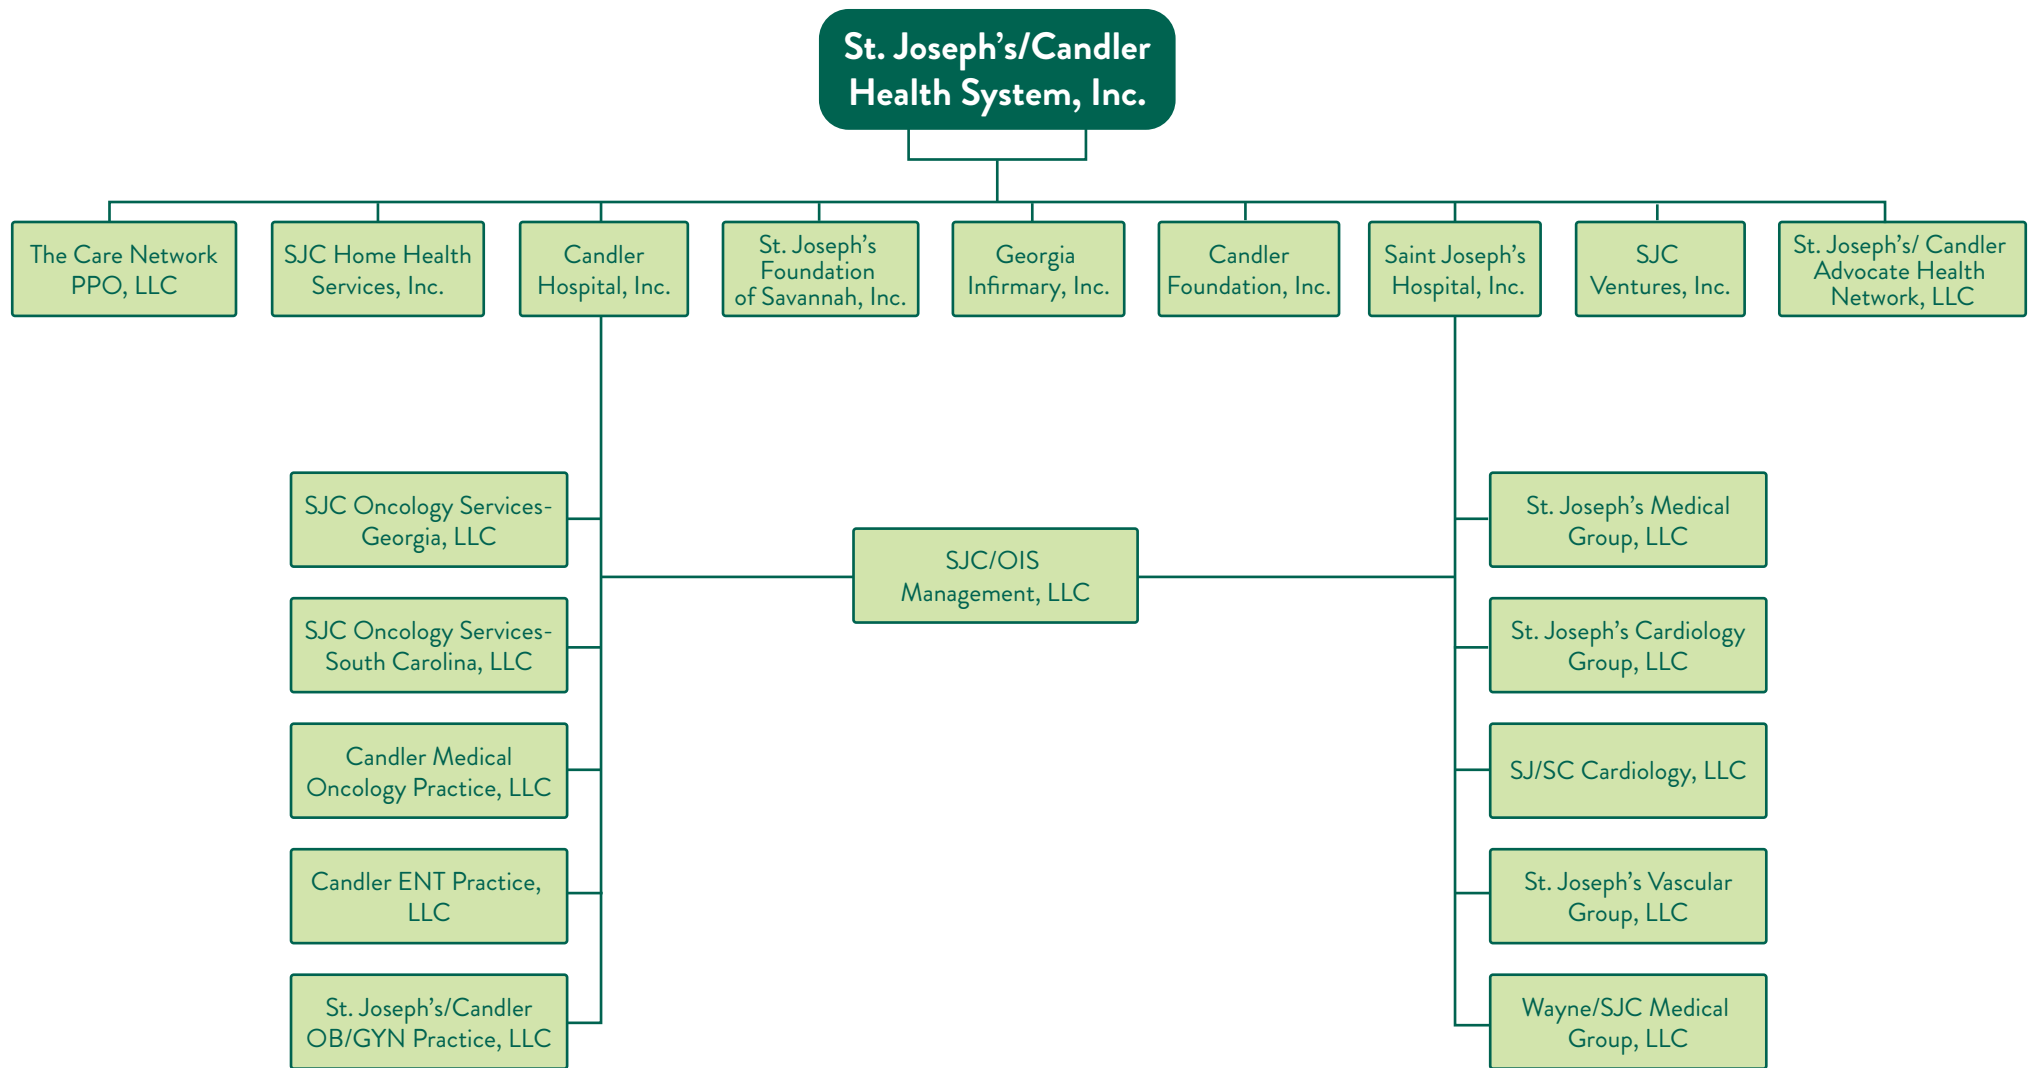 St. Joseph’s/Candler
Health System, Inc.
The Care Network
PPO, LLC
SJC Home Health
Services, Inc.
Candler
Hospital, Inc.
St. Joseph’s
Foundation
of Savannah, Inc.
Georgia
Infirmary, Inc.
Candler
Foundation, Inc.
Saint Joseph’s
Hospital, Inc.
SJC
Ventures, Inc.
St. Joseph’s/ Candler
Advocate Health
Network, LLC
SJC Oncology Services-
Georgia, LLC
SJC Oncology Services-
South Carolina, LLC
Candler Medical
Oncology Practice, LLC
Candler ENT Practice,
LLC
St. Joseph’s/Candler
OB/GYN Practice, LLC
SJC/OIS
Management, LLC
St. Joseph’s Medical
Group, LLC
St. Joseph’s Cardiology
Group, LLC
SJ/SC Cardiology, LLC
St. Joseph’s Vascular
Group, LLC
Wayne/SJC Medical
Group, LLC